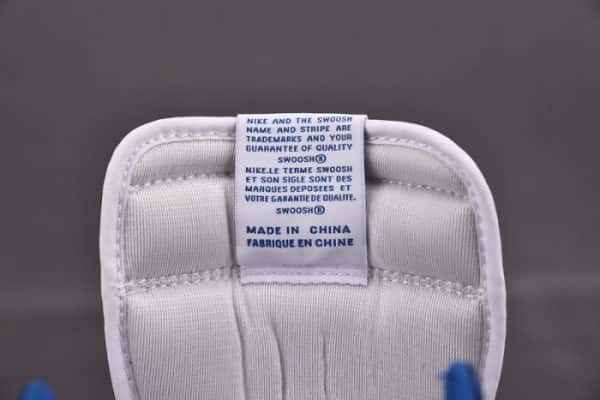 NIKE AND THE SWOOSH
NAME AND STRIPE ARE
TRADEMARKS AND YOUR
GUARANTEE OF QUALITY
SWOOSH®
NIKE.LE TERME SWOOSH
ET SON SIGLE SONT DES
MARQUES DEPOSEES ET
VOTRE GARANTIE DE QUALITE.
SWOOSH®
MADE IN CHINA
FABRIQUE EN CHINE